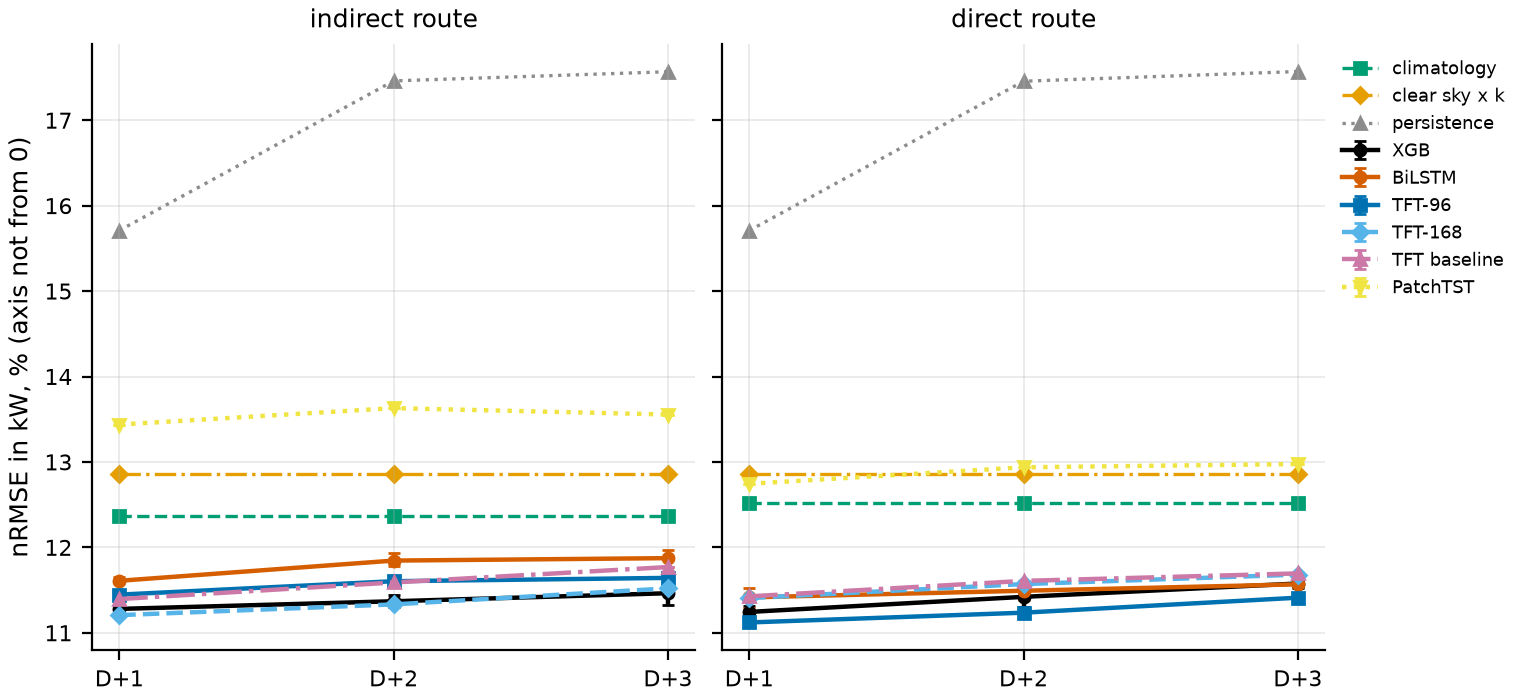 indirect route
direct route
nRMSE in kW, % (axis not from 0)
17
16
15
14
13
12
11
D+1
D+2
D+3
D+1
D+2
D+3
climatology
clear sky x k
persistence
XGB
BiLSTM
TFT-96
TFT-168
TFT baseline
PatchTST